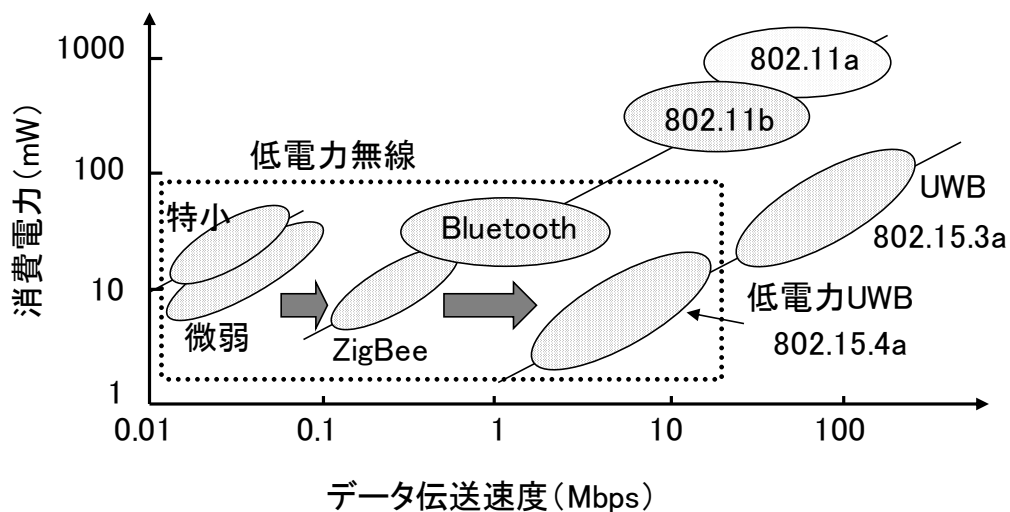 消費電力(mW)
1000
100
10
1
802.11a
802.11b
低電力無線
特小
微弱
ZigBee
Bluetooth
UWB
802.15.3a
低電力UWB
802.15.4a
0.01
0.1
1
10
100
データ伝送速度(Mbps)